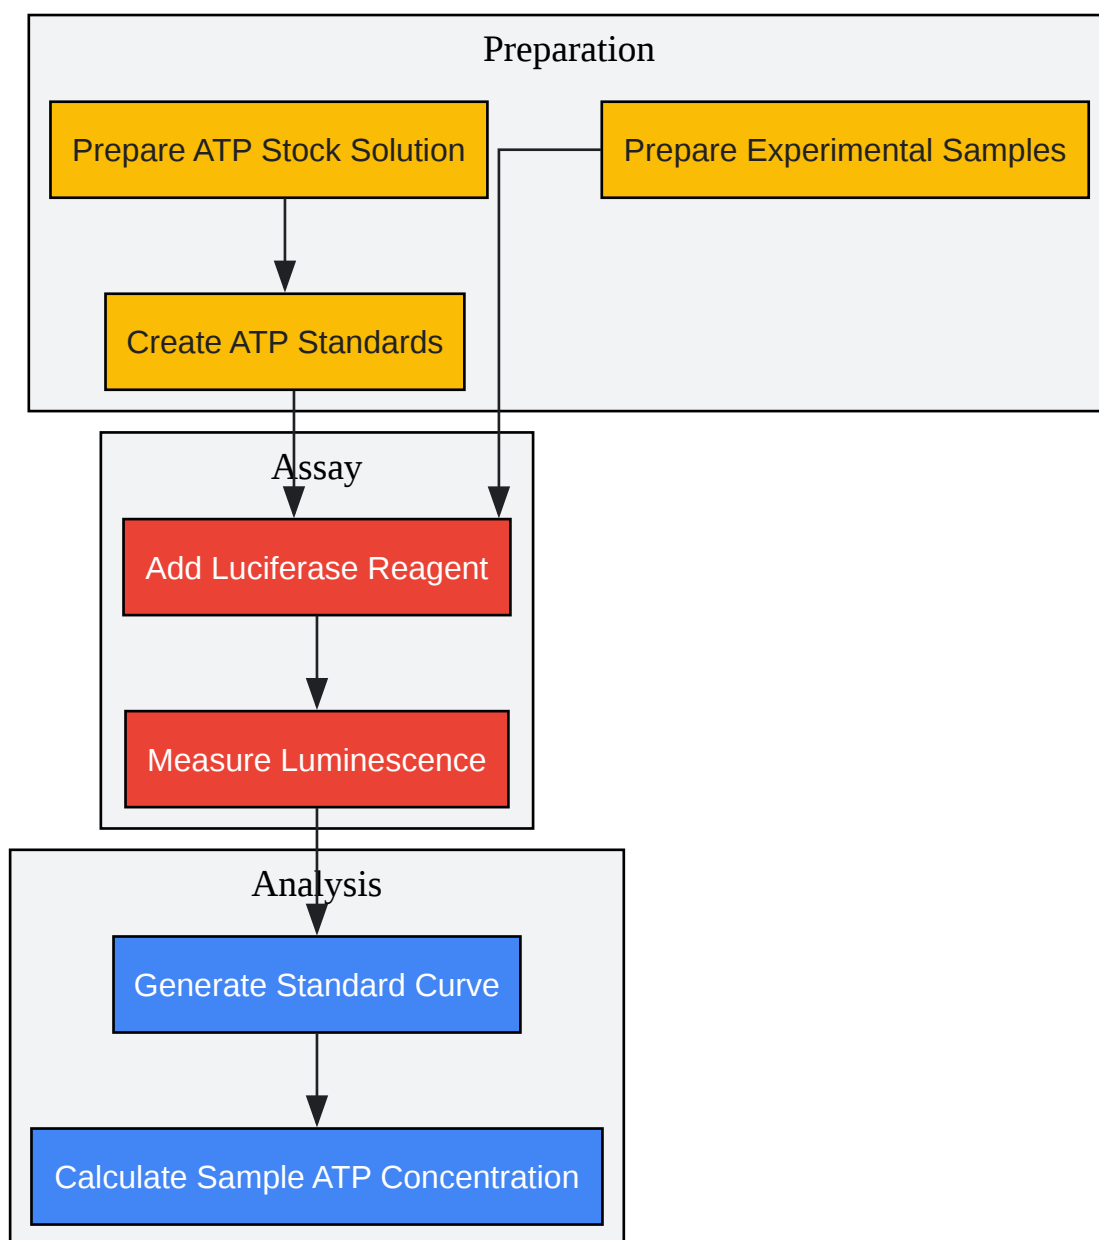 Preparation
Prepare ATP Stock Solution
Prepare Experimental Samples
Create ATP Standards
Assay
Add Luciferase Reagent
Measure Luminescence
Analysis
Generate Standard Curve
Calculate Sample ATP Concentration